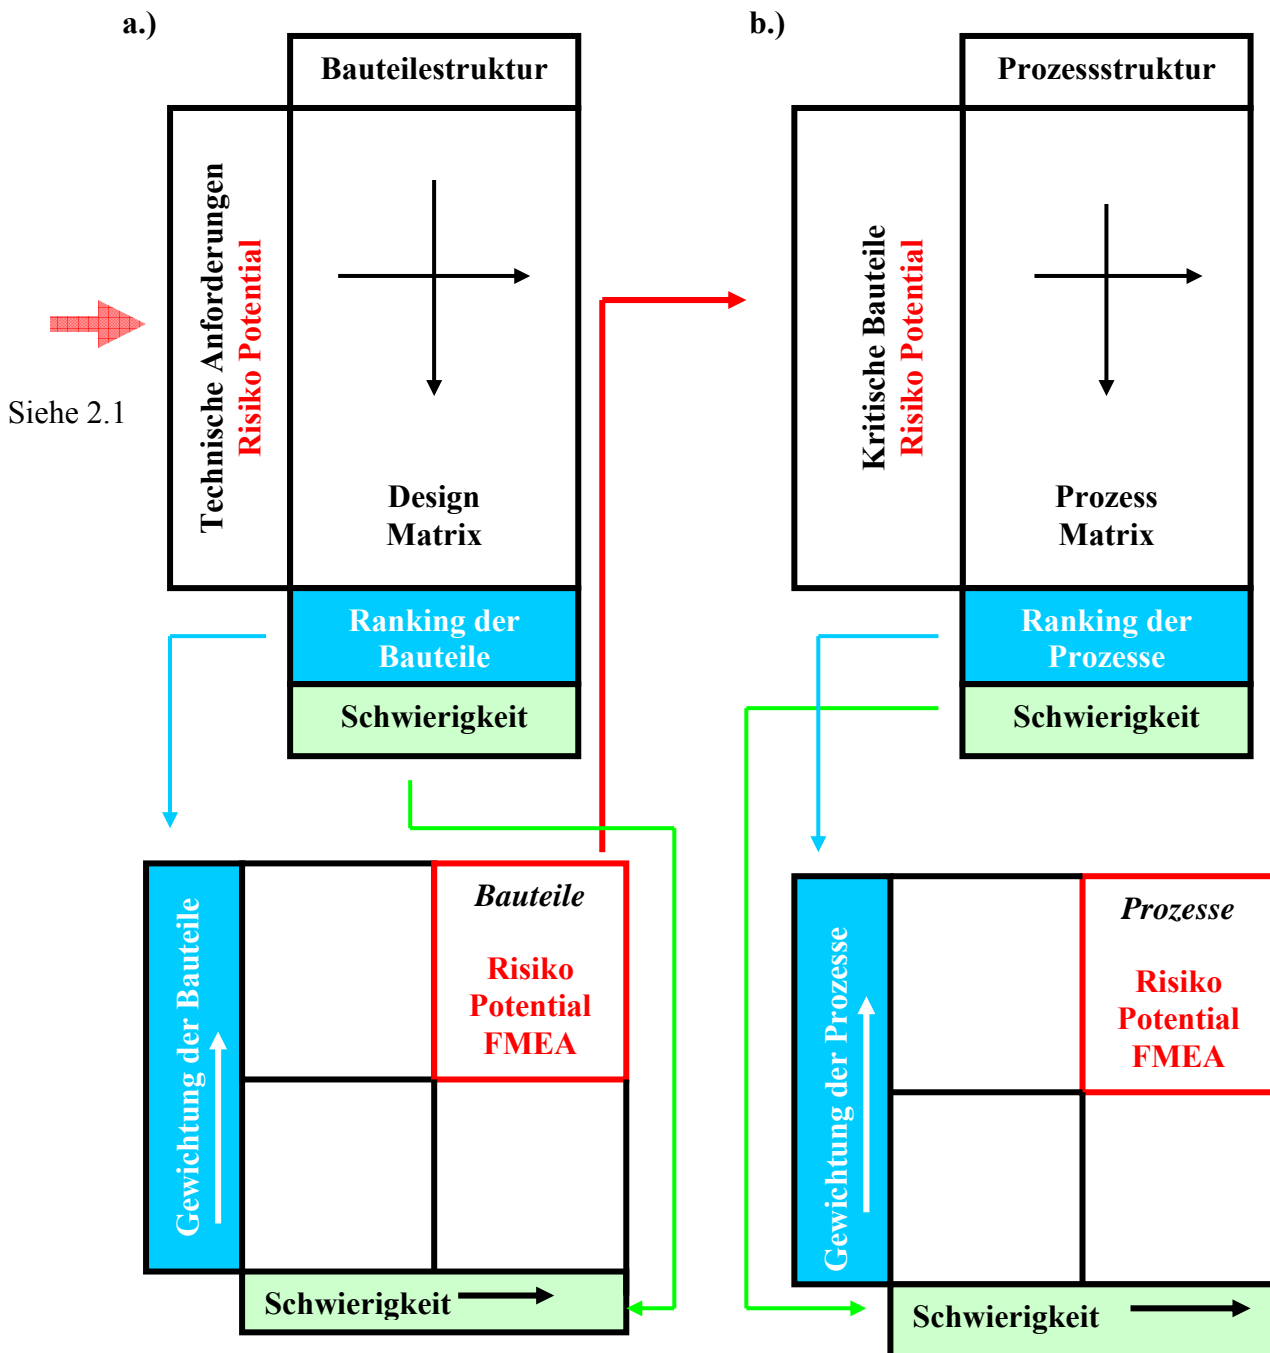 a.)
Bauteilestruktur
Technische Anforderungen
Risiko Potential
Siehe 2.1
Design
Matrix
Ranking der
Bauteile
Schwierigkeit
Gewichtung der Bauteile
Bauteile
Risiko
Potential
FMEA
Schwierigkeit
b.)
Prozessstruktur
Kritische Bauteile
Risiko Potential
Prozess
Matrix
Ranking der
Prozesse
Schwierigkeit
Gewichtung der Prozesse
Prozesse
Risiko
Potential
FMEA
Schwierigkeit